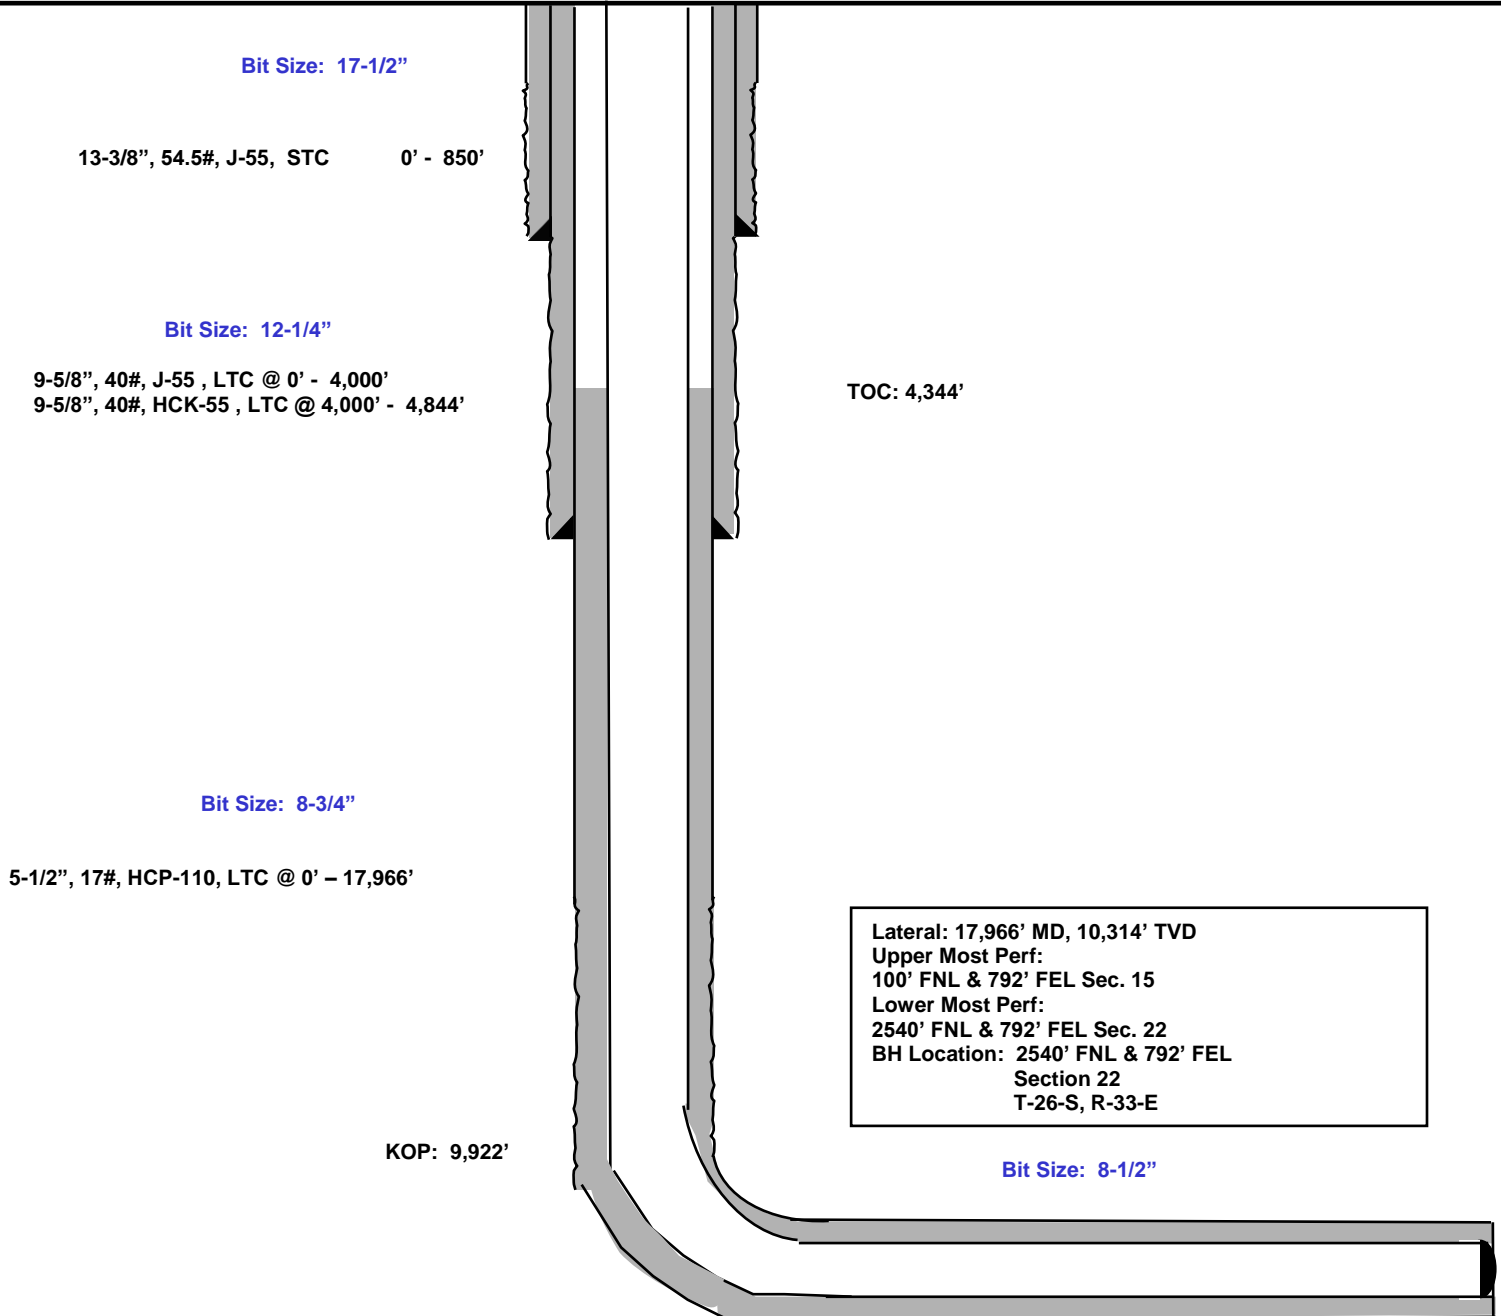 Bit Size: 17-1/2”
13-3/8”, 54.5#, J-55, STC 0’ - 850’
Bit Size: 12-1/4”
9-5/8”, 40#, J-55 , LTC @ 0’ - 4,000’
9-5/8”, 40#, HCK-55 , LTC @ 4,000’ - 4,844’
TOC: 4,344’
Bit Size: 8-3/4”
5-1/2”, 17#, HCP-110, LTC @ 0’ – 17,966’
Lateral: 17,966’ MD, 10,314’ TVD
Upper Most Perf:
100’ FNL & 792’ FEL Sec. 15
Lower Most Perf:
2540’ FNL & 792’ FEL Sec. 22
BH Location: 2540’ FNL & 792’ FEL
Section 22
T-26-S, R-33-E
KOP: 9,922’
Bit Size: 8-1/2”